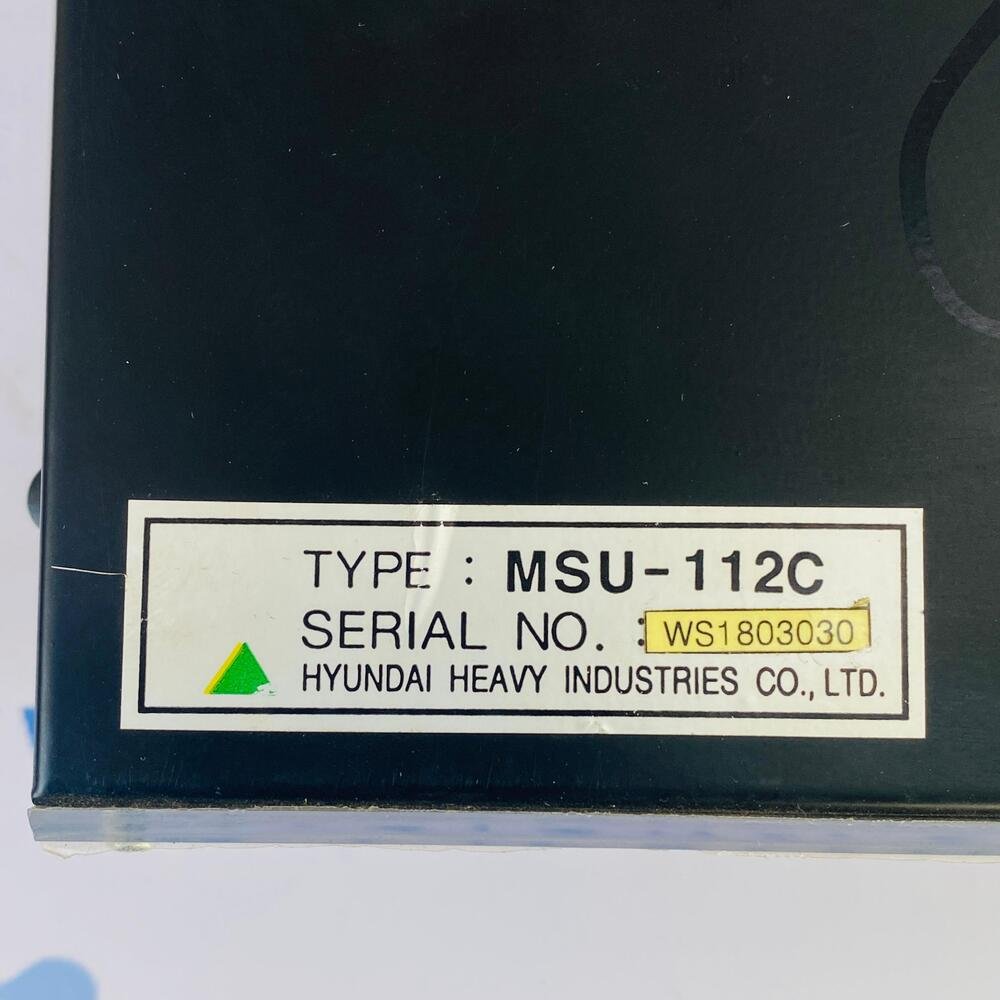 TYPE : MSU-112C
SERIAL NO. : WS1803030
HYUNDAI HEAVY INDUSTRIES CO., LTD.